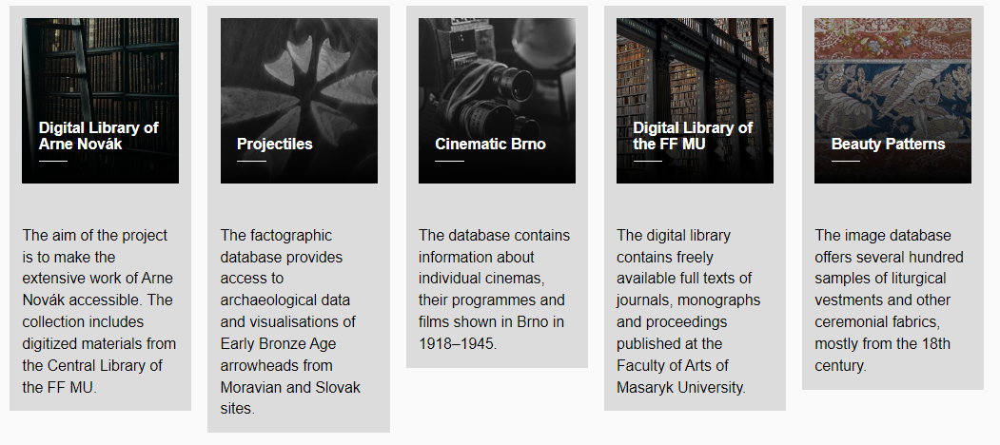 Digital Library of
Arne Novák
The aim of the project
is to make the
extensive work of Arne
Novák accessible. The
collection includes
digitized materials from
the Central Library of
the FF MU.
Projectiles
The factographic
database provides
access to
archaeological data
and visualisations of
Early Bronze Age
arrowheads from
Moravian and Slovak
sites.
Cinematic Brno
The database contains
information about
individual cinemas,
their programmes and
films shown in Brno in
1918–1945.
Digital Library of
the FF MU
The digital library
contains freely
available full texts of
journals, monographs
and proceedings
published at the
Faculty of Arts of
Masaryk University.
Beauty Patterns
The image database
offers several hundred
samples of liturgical
vestments and other
ceremonial fabrics,
mostly from the 18th
century.